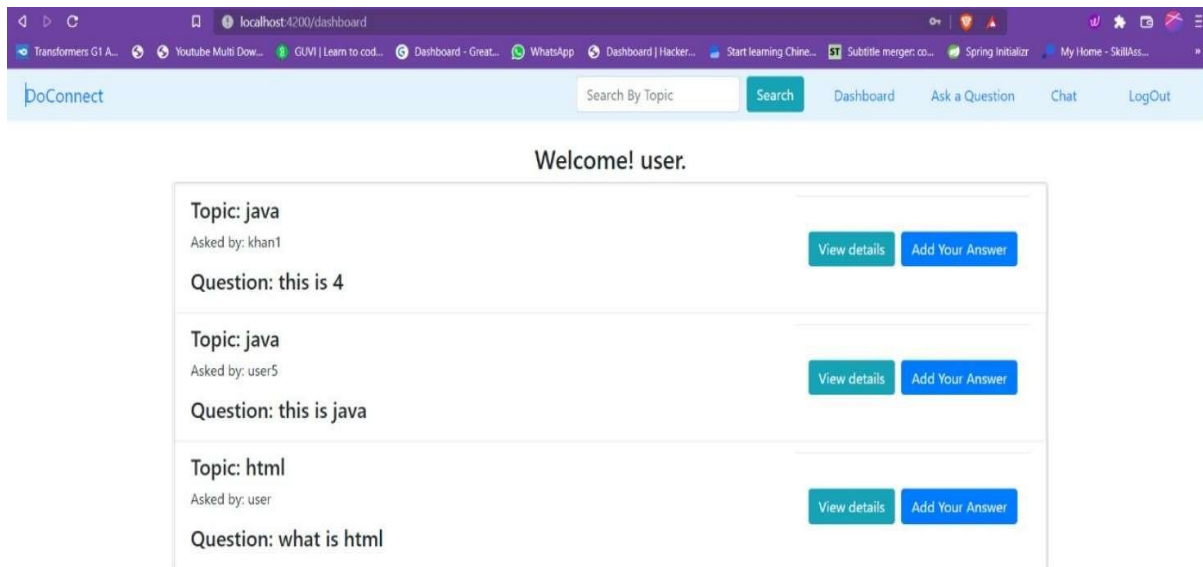 localhost:4200/dashboard
Transformers G1 A... Youtube Multi Dow... GUVI | Learn to cod... Dashboard - Great... WhatsApp Dashboard | Hacker... Start learning Chine... ST Subtitle merger: co... Spring Initializr My Home - SkillAss... »
DoConnect Search By Topic Search Dashboard Ask a Question Chat LogOut
Welcome! user.
Topic: java
Asked by: khan1
View details Add Your Answer
Question: this is 4
Topic: java
Asked by: user5
View details Add Your Answer
Question: this is java
Topic: html
Asked by: user
View details Add Your Answer
Question: what is html